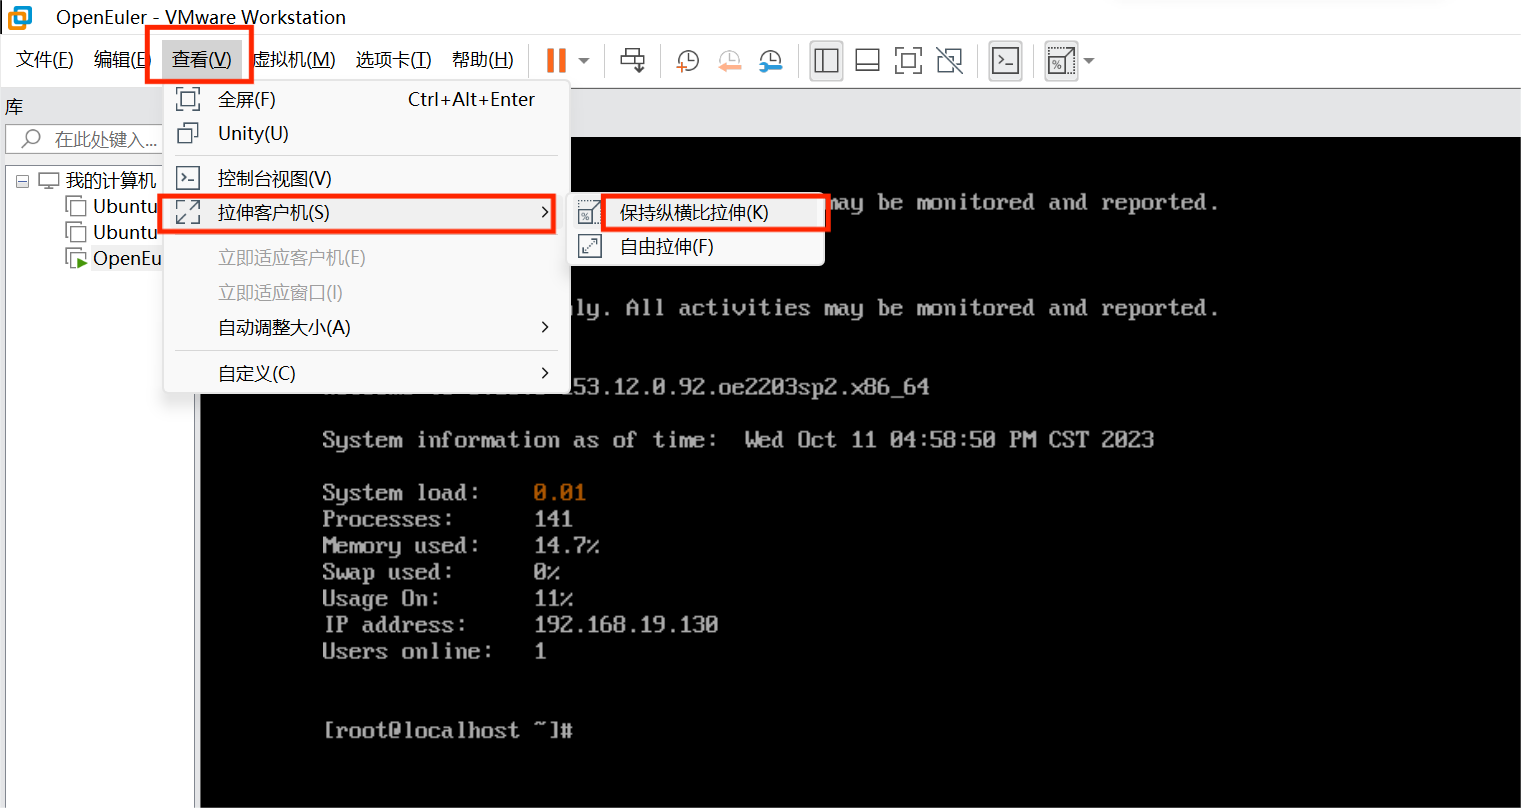 OpenEuler - VMware Workstation
文件(F) 编辑(E) 查看(V) 虚拟机(M) 选项卡(T) 帮助(H)
库
在此处键入...
我的计算机
Ubuntu
Ubuntu
OpenEu
全屏(F) Ctrl+Alt+Enter
Unity(U)
控制台视图(V)
拉伸客户机(S)
立即适应客户机(E)
立即适应窗口(I)
自动调整大小(A)
自定义(C)
保持纵横比拉伸(K)
自由拉伸(F)
may be monitored and reported.
nly. All activities may be monitored and reported.
153.12.0.92.oe2203sp2.x86_64
System information as of time: Wed Oct 11 04:58:50 PM CST 2023
System load: 0.01
Processes: 141
Memory used: 14.7%
Swap used: 0%
Usage On: 11%
IP address: 192.168.19.130
Users online: 1
[root@localhost ~]#